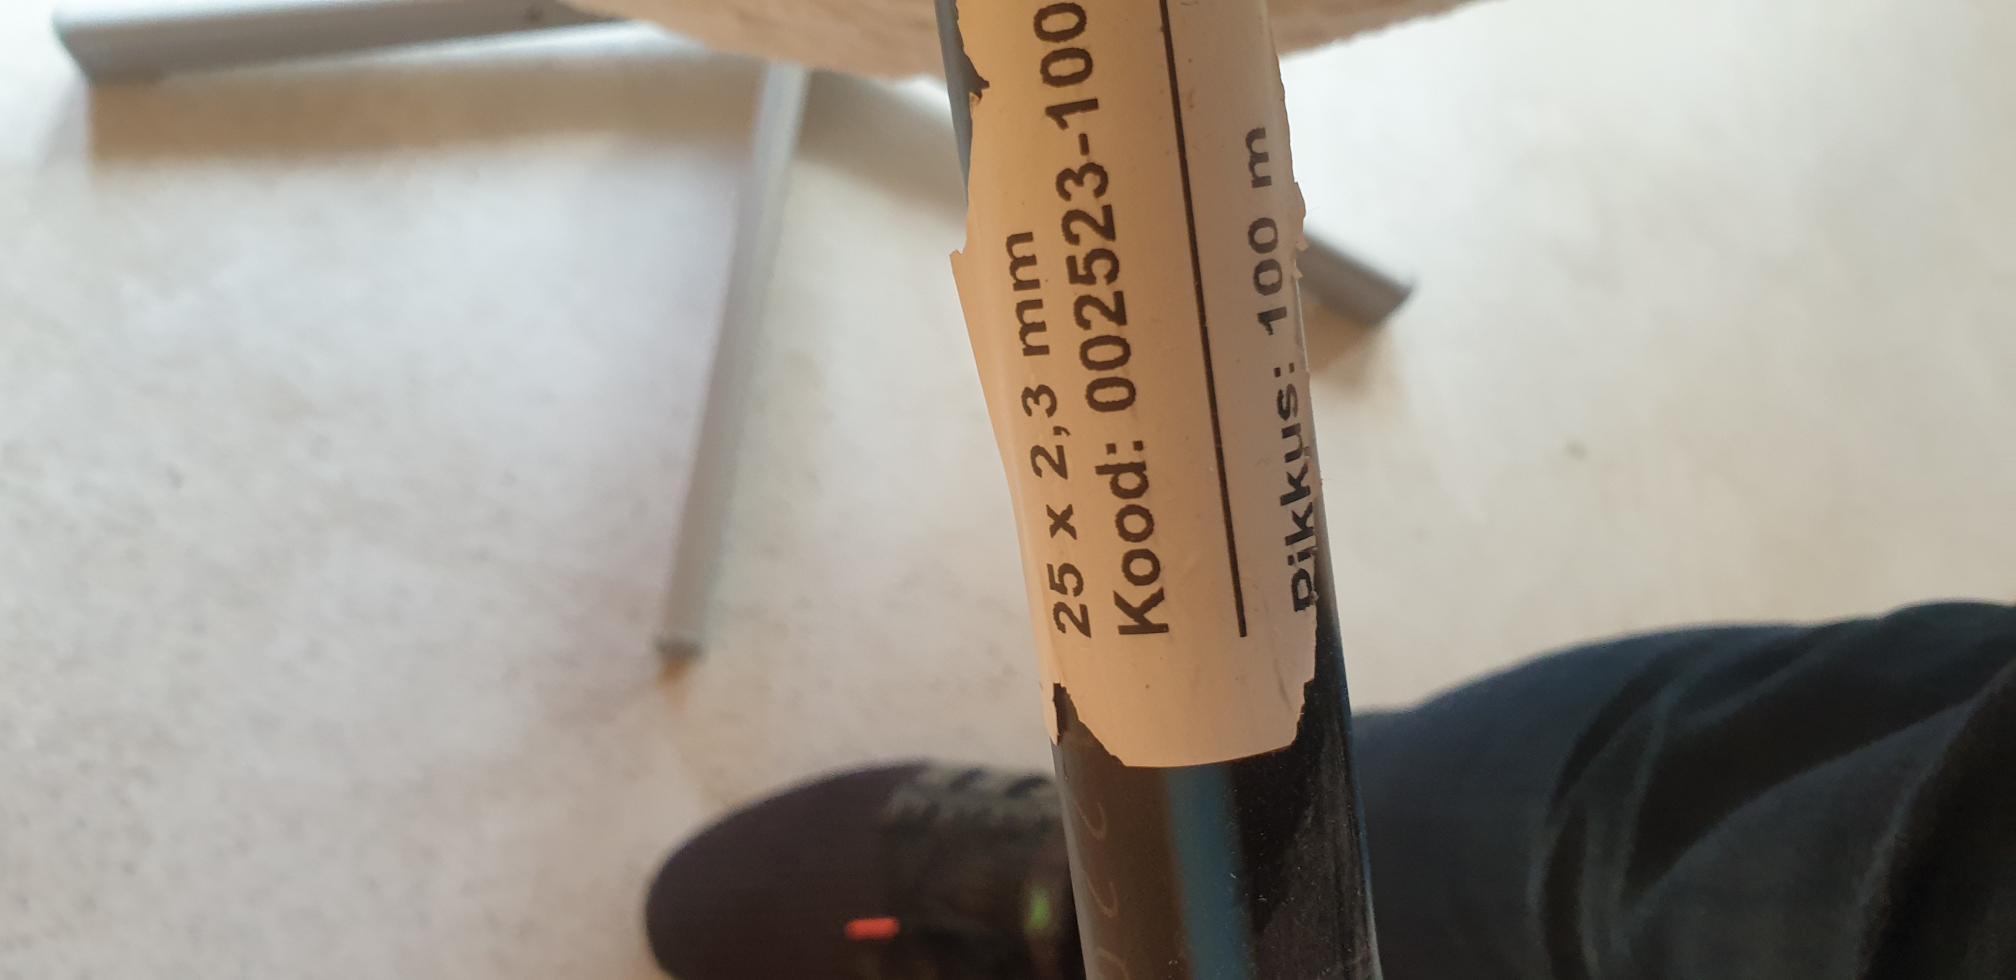 25 x 2,3 mm
Kood: 002523-100
Pikkus: 100 m